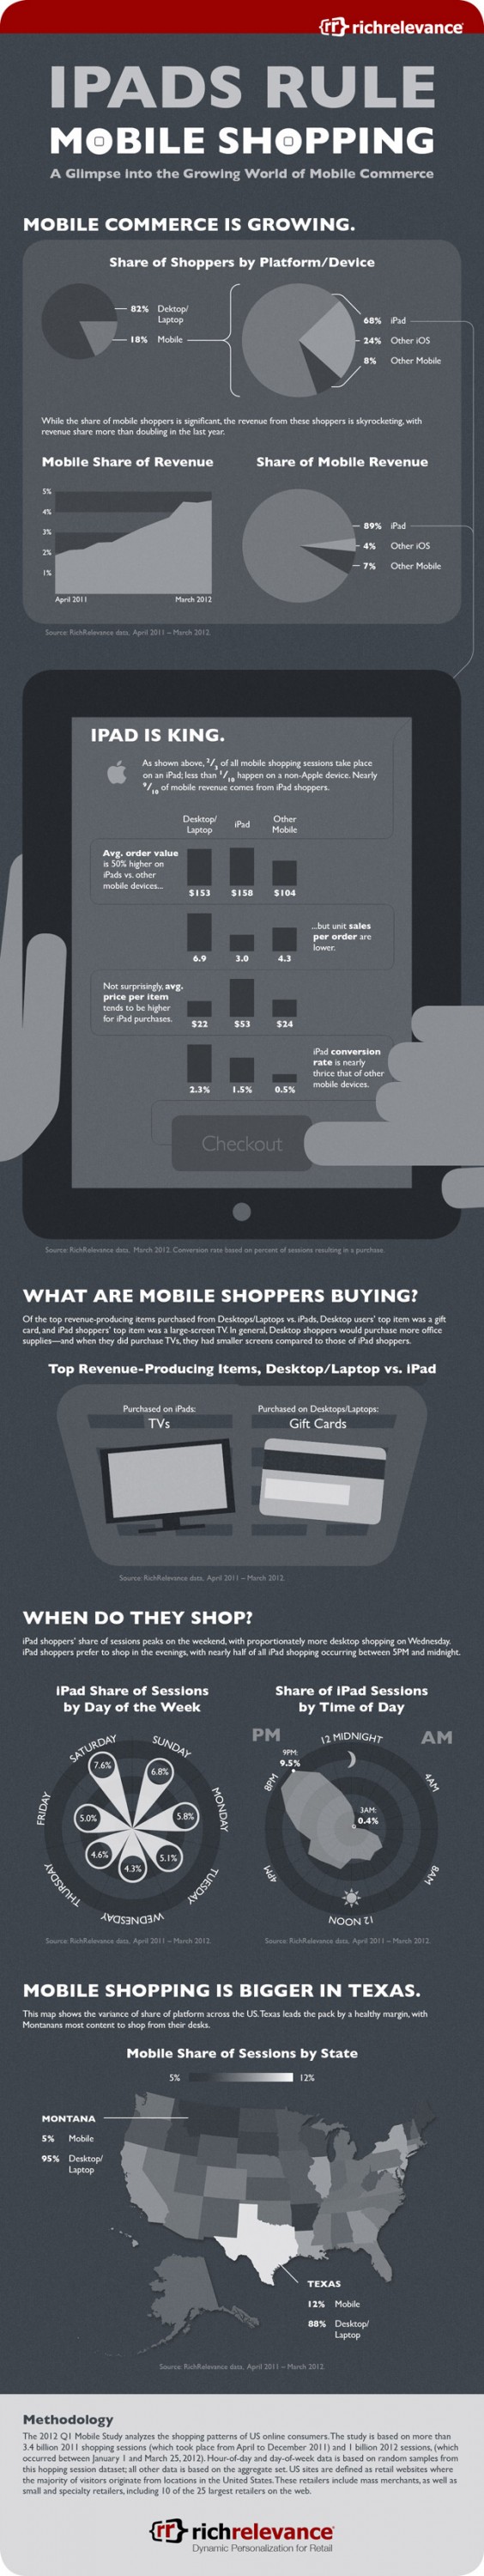 {rr} richrelevance
IPADS RULE
MOBILE SHOPPING
A Glimpse into the Growing World of Mobile Commerce
MOBILE COMMERCE IS GROWING.
Share of Shoppers by Platform/Device
82% Dektop/
Laptop
18% Mobile
68% iPad
24% Other iOS
8% Other Mobile
While the share of mobile shoppers is significant, the revenue from these shoppers is skyrocketing, with
revenue share more than doubling in the last year.
Mobile Share of Revenue
5%
4%
3%
2%
1%
April 2011 March 2012
Share of Mobile Revenue
89% iPad
4% Other iOS
7% Other Mobile
Source: RichRelevance data, April 2011 – March 2012.
IPAD IS KING.
As shown above, 2/3 of all mobile shopping sessions take place
on an iPad; less than 1/10 happen on a non-Apple device. Nearly
9/10 of mobile revenue comes from iPad shoppers.
Desktop/
Laptop
iPad
Other
Mobile
Avg. order value
is 50% higher on
iPads vs. other
mobile devices...
$153 $158 $104
6.9 3.0 4.3
...but unit sales
per order are
lower.
Not surprisingly, avg.
price per item
tends to be higher
for iPad purchases.
$22 $53 $24
2.3% 1.5% 0.5%
iPad conversion
rate is nearly
thrice that of other
mobile devices.
Checkout
Source: RichRelevance data, March 2012. Conversion rate based on percent of sessions resulting in a purchase.
WHAT ARE MOBILE SHOPPERS BUYING?
Of the top revenue-producing items purchased from Desktops/Laptops vs. iPads, Desktop users' top item was a gift
card, and iPad shoppers' top item was a large-screen TV. In general, Desktop shoppers would purchase more office
supplies—and when they did purchase TVs, they had smaller screens compared to those of iPad shoppers.
Top Revenue-Producing Items, Desktop/Laptop vs. iPad
Purchased on iPads:
TVs
Purchased on Desktops/Laptops:
Gift Cards
Source: RichRelevance data, April 2011 – March 2012.
WHEN DO THEY SHOP?
iPad shoppers' share of sessions peaks on the weekend, with proportionately more desktop shopping on Wednesday.
iPad shoppers prefer to shop in the evenings, with nearly half of all iPad shopping occurring between 5PM and midnight.
iPad Share of Sessions
by Day of the Week
SUNDAY
6.8%
MONDAY
5.8%
TUESDAY
5.1%
WEDNESDAY
4.3%
THURSDAY
4.6%
FRIDAY
5.0%
SATURDAY
7.6%
Source: RichRelevance data, April 2011 – March 2012.
Share of iPad Sessions
by Time of Day
PM
AM
12 MIDNIGHT
4AM
8AM
12 NOON
4PM
8PM
9PM:
9.5%
3AM:
0.4%
Source: RichRelevance data, April 2011 – March 2012.
MOBILE SHOPPING IS BIGGER IN TEXAS.
This map shows the variance of share of platform across the US. Texas leads the pack by a healthy margin, with
Montanans most content to shop from their desks.
Mobile Share of Sessions by State
5% 12%
MONTANA
5% Mobile
95% Desktop/
Laptop
TEXAS
12% Mobile
88% Desktop/
Laptop
Source: RichRelevance data, April 2011 – March 2012.
Methodology
The 2012 Q1 Mobile Study analyzes the shopping patterns of US online consumers. The study is based on more than
3.4 billion 2011 shopping sessions (which took place from April to December 2011) and 1 billion 2012 sessions, (which
occurred between January 1 and March 25, 2012). Hour-of-day and day-of-week data is based on random samples from
this hopping session dataset; all other data is based on the aggregate set. US sites are defined as retail websites where
the majority of visitors originate from locations in the United States. These retailers include mass merchants, as well as
small and specialty retailers, including 10 of the 25 largest retailers on the web.
{rr} richrelevance
Dynamic Personalization for Retail